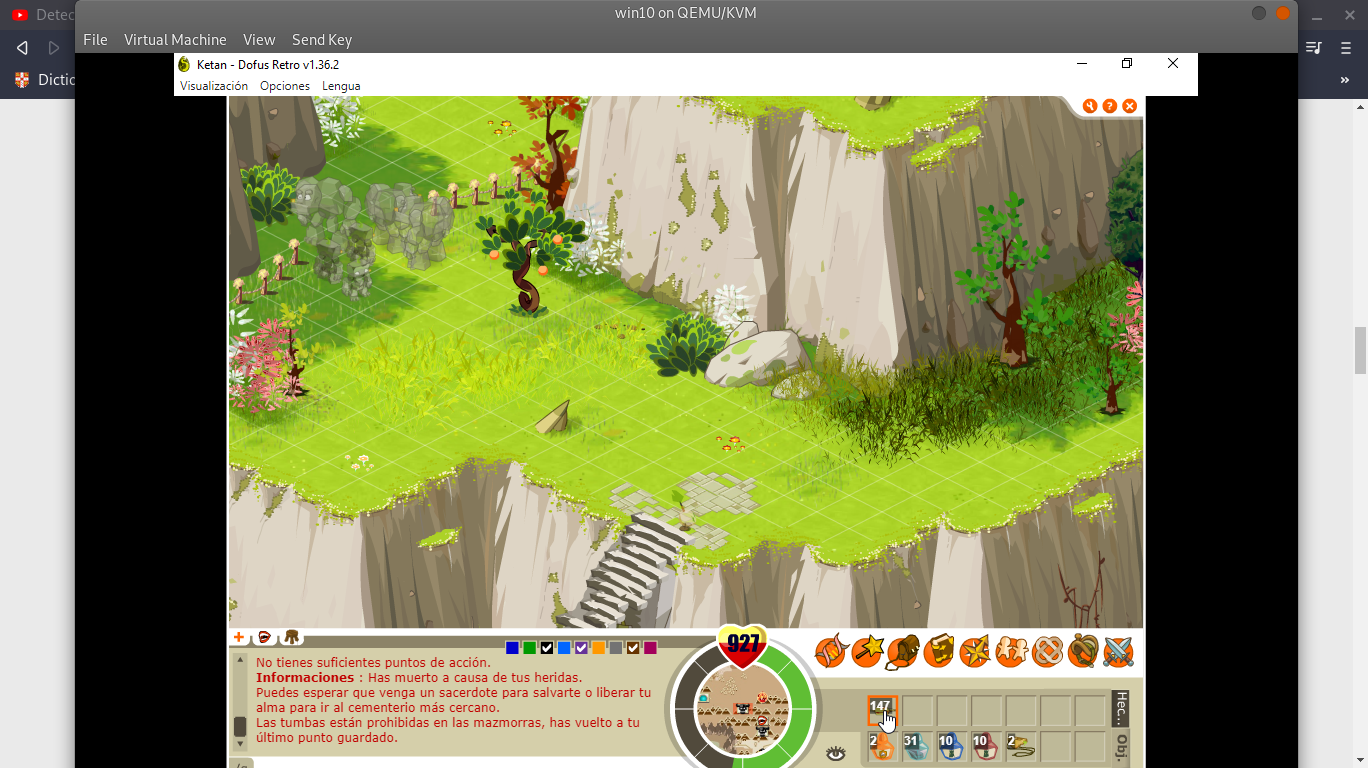 Detec
win10 on QEMU/KVM
File Virtual Machine View Send Key
Dictio
Ketan - Dofus Retro v1.36.2
Visualización Opciones Lengua
927
No tienes suficientes puntos de acción.
Informaciones : Has muerto a causa de tus heridas.
Puedes esperar que venga un sacerdote para salvarte o liberar tu
alma para ir al cementerio más cercano.
Las tumbas están prohibidas en las mazmorras, has vuelto a tu
último punto guardado.
147
Hec...
2 31 10 10 2
Obj.